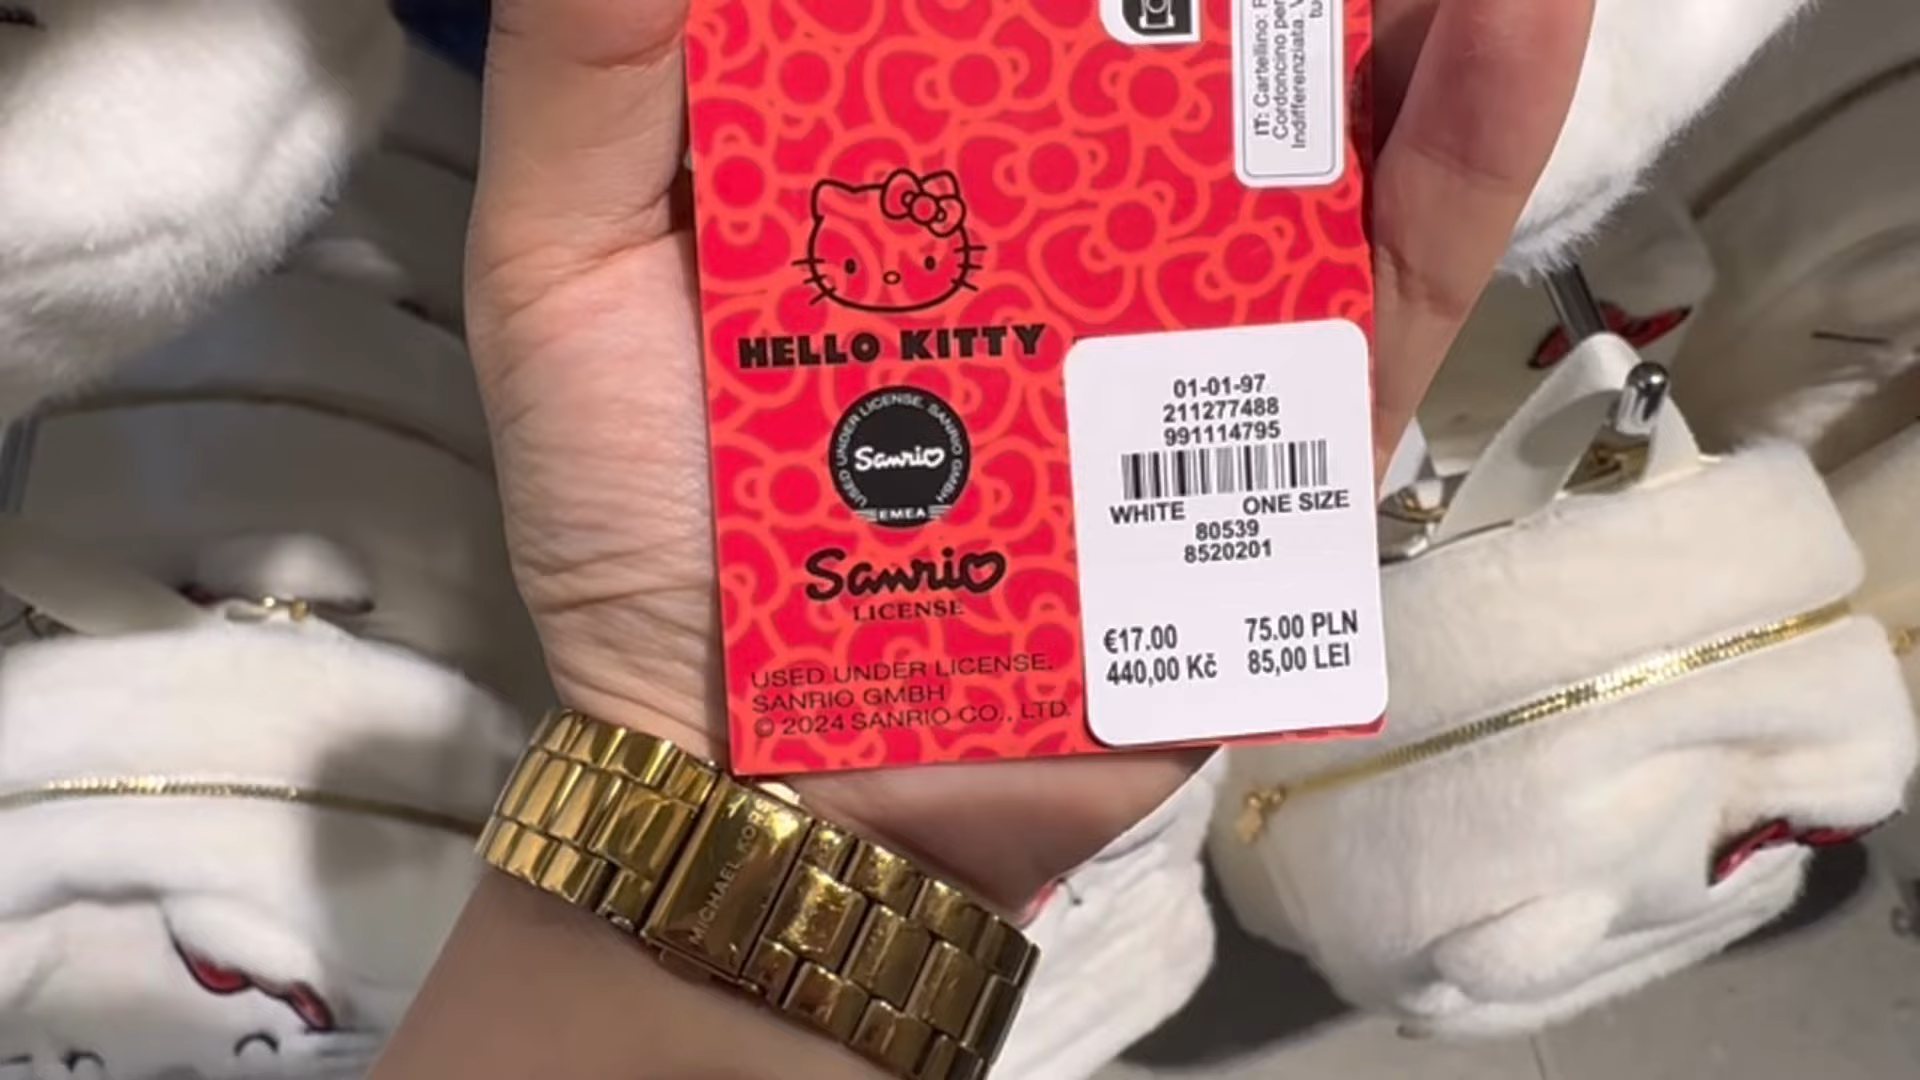 IT: Cartellino:
Cordoncino per
Indifferenziata.
HELLO KITTY
USED UNDER LICENSE, SANRIO GMBH
Sanrio
EMEA
Sanrio
LICENSE
USED UNDER LICENSE.
SANRIO GMBH
© 2024 SANRIO CO., LTD.
01-01-97
211277488
991114795
WHITE ONE SIZE
80539
8520201
€17.00 75.00 PLN
440,00 Kč 85,00 LEI
MICHAEL KORS